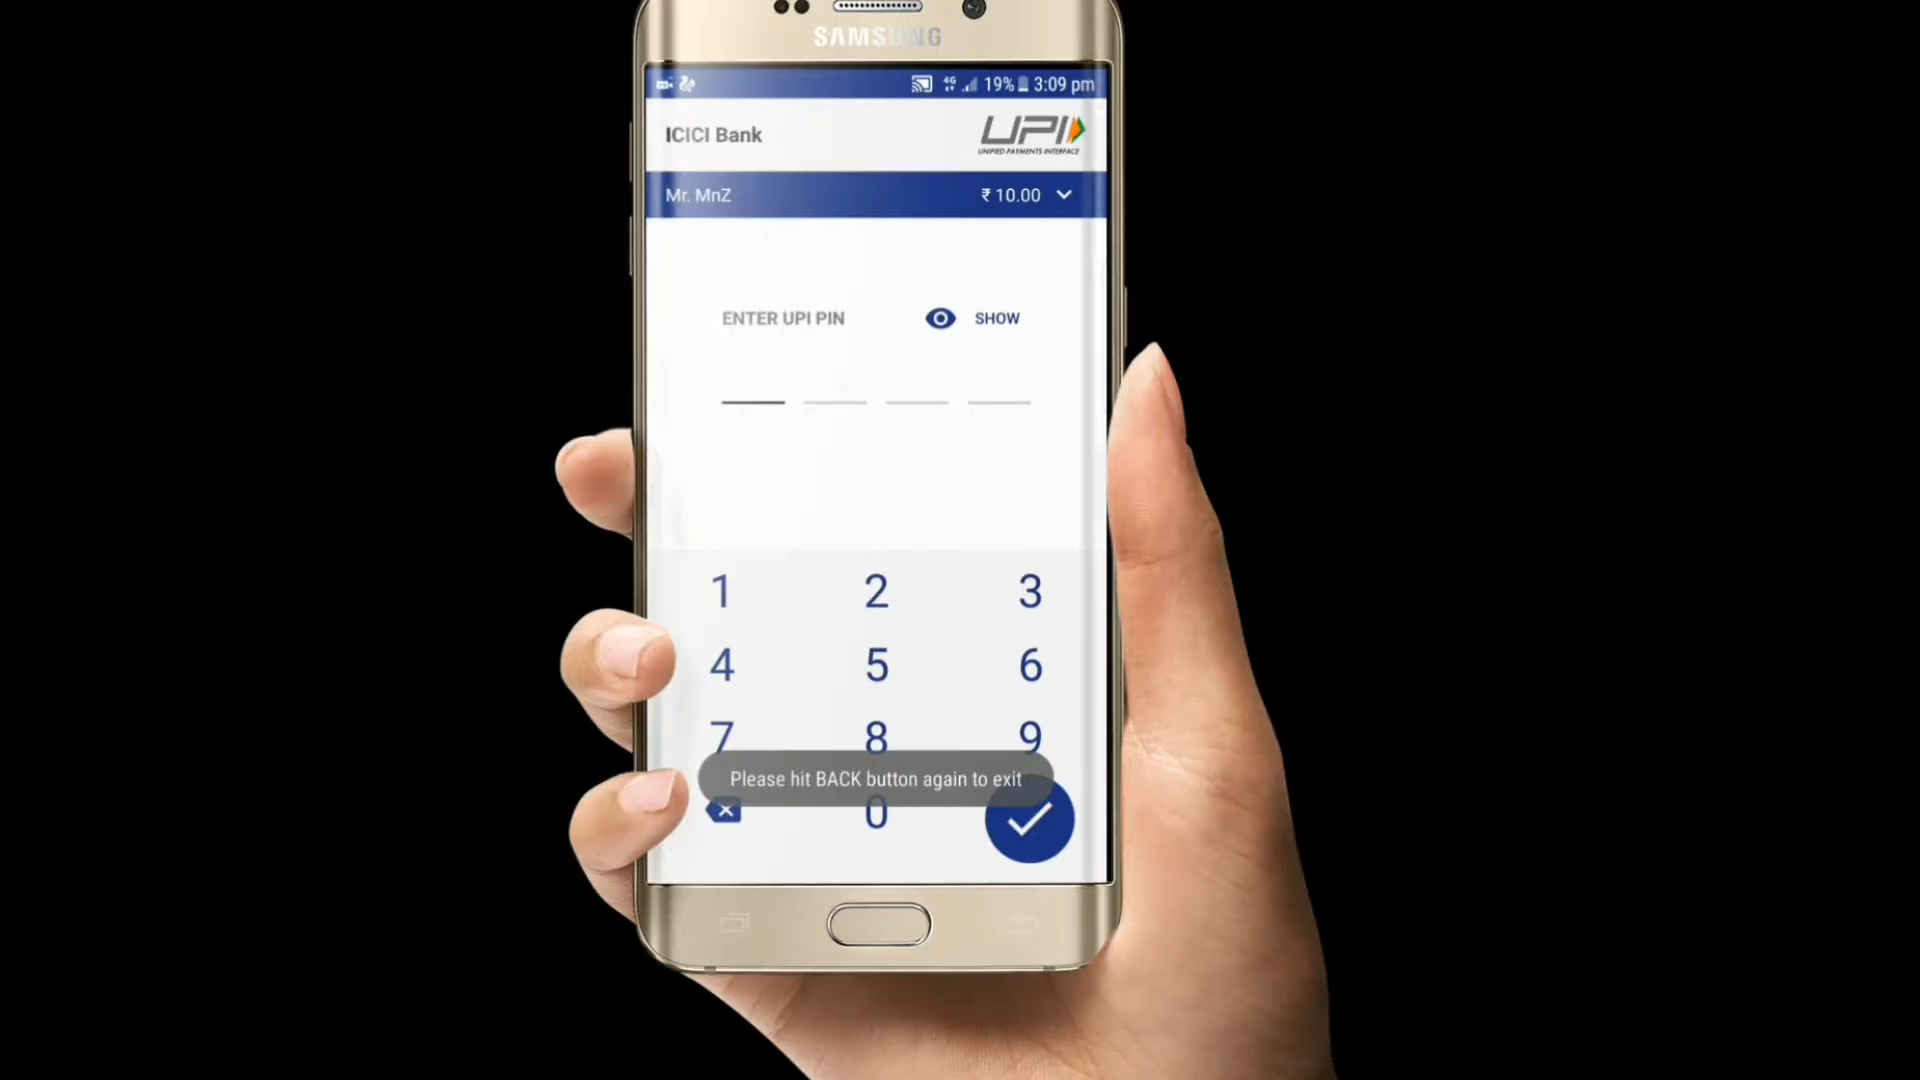 SAMSUNG
4G 19% 3:09 pm
ICICI Bank
UPI
UNIFIED PAYMENTS INTERFACE
Mr. MnZ ₹ 10.00
ENTER UPI PIN SHOW
1 2 3
4 5 6
7 8 9
Please hit BACK button again to exit
0